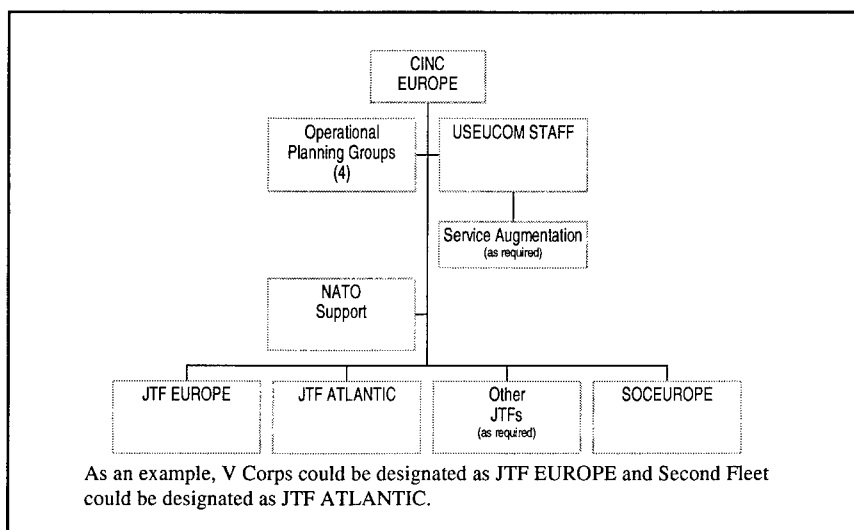 CINC
EUROPE
Operational
Planning Groups
(4)
USEUCOM STAFF
Service Augmentation
(as required)
NATO
Support
JTF EUROPE
JTF ATLANTIC
Other
JTFs
(as required)
SOCEUROPE
As an example, V Corps could be designated as JTF EUROPE and Second Fleet
could be designated as JTF ATLANTIC.